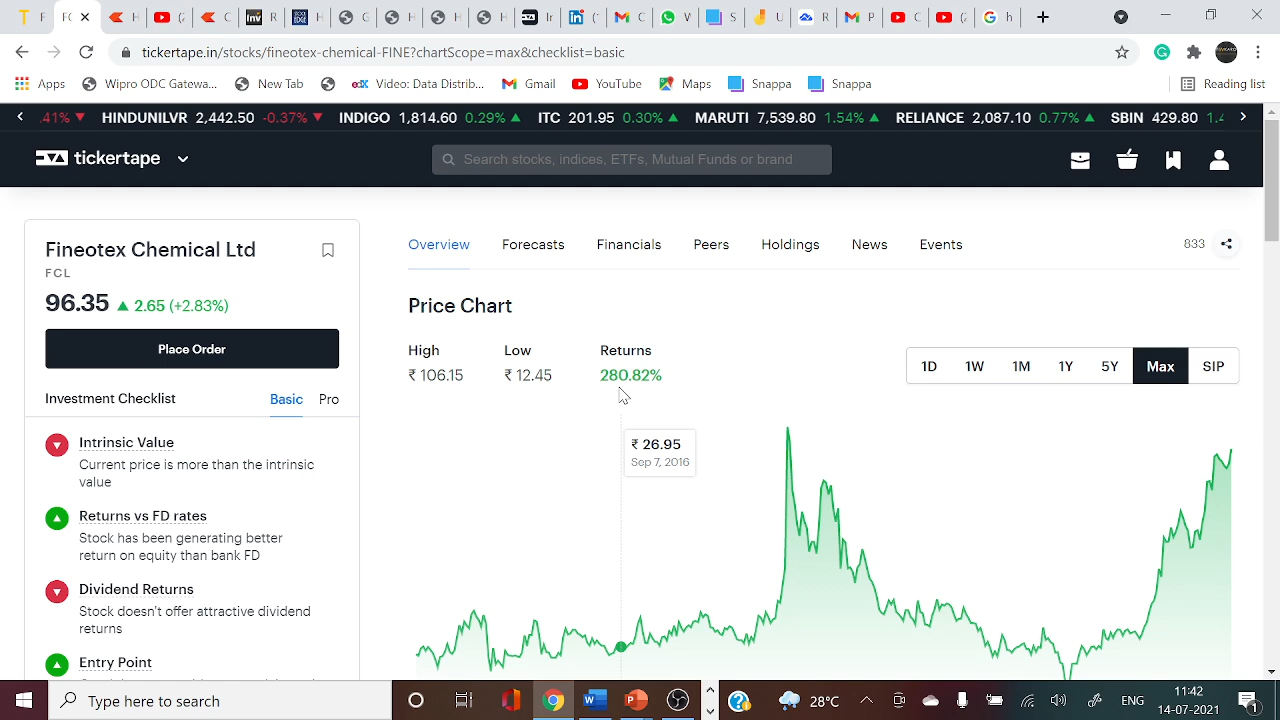 tickertape.in/stocks/fineotex-chemical-FINE?chartScope=max&checklist=basic
Apps Wipro ODC Gatewa... New Tab Video: Data Distrib... Gmail YouTube Maps Snappa Snappa Reading list
.41% ▼ HINDUNILVR 2,442.50 -0.37% ▼ INDIGO 1,814.60 0.29% ▲ ITC 201.95 0.30% ▲ MARUTI 7,539.80 1.54% ▲ RELIANCE 2,087.10 0.77% ▲ SBIN 429.80
tickertape
Search stocks, indices, ETFs, Mutual Funds or brand
Fineotex Chemical Ltd
FCL
96.35 ▲ 2.65 (+2.83%)
Place Order
Investment Checklist Basic Pro
Intrinsic Value
Current price is more than the intrinsic
value
Returns vs FD rates
Stock has been generating better
return on equity than bank FD
Dividend Returns
Stock doesn't offer attractive dividend
returns
Entry Point
Overview Forecasts Financials Peers Holdings News Events 833
Price Chart
High Low Returns
₹ 106.15 ₹ 12.45 280.82%
1D 1W 1M 1Y 5Y Max SIP
₹ 26.95
Sep 7, 2016
Type here to search
28°C
ENG
11:42
14-07-2021
1